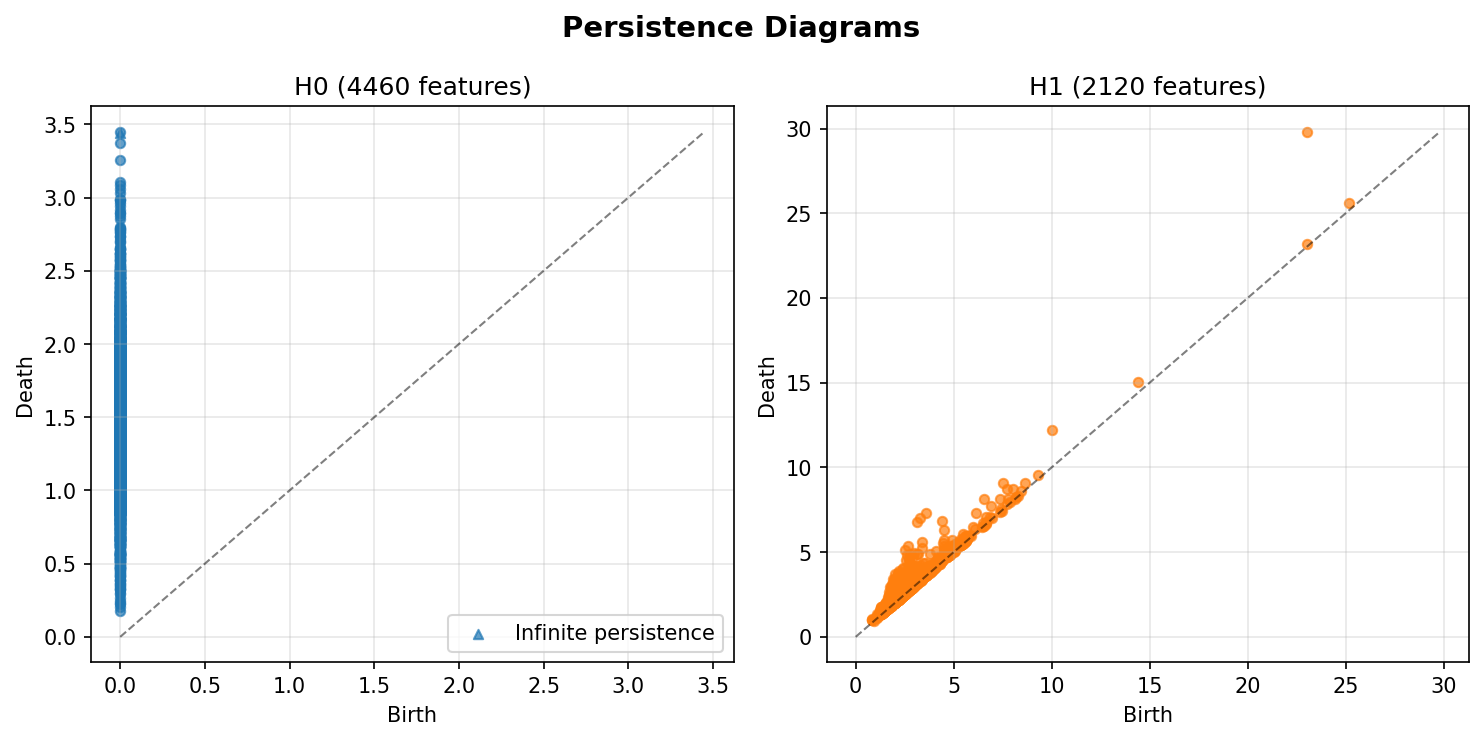 Persistence Diagrams
H0 (4460 features)
3.5
3.0
2.5
2.0
1.5
1.0
0.5
0.0
Death
0.0 0.5 1.0 1.5 2.0 2.5 3.0 3.5
Birth
Infinite persistence
H1 (2120 features)
30
25
20
15
10
5
0
Death
0 5 10 15 20 25 30
Birth